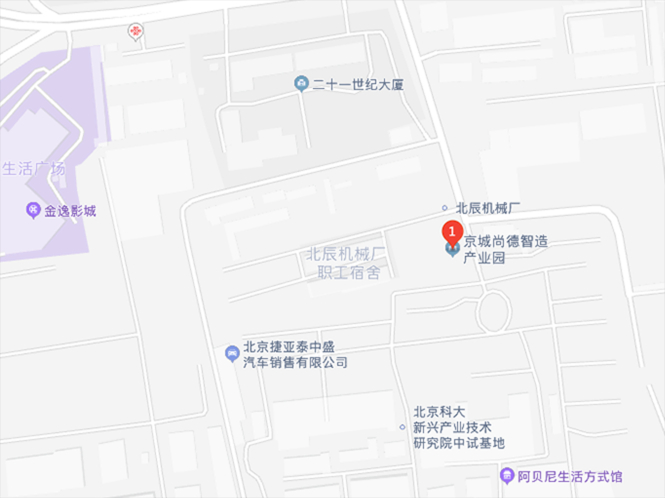 二十一世纪大厦
生活广场
金逸影城
北辰机械厂
1
京城尚德智造
产业园
北辰机械厂
职工宿舍
北京捷亚泰中盛
汽车销售有限公司
北京科大
新兴产业技术
研究院中试基地
阿贝尼生活方式馆